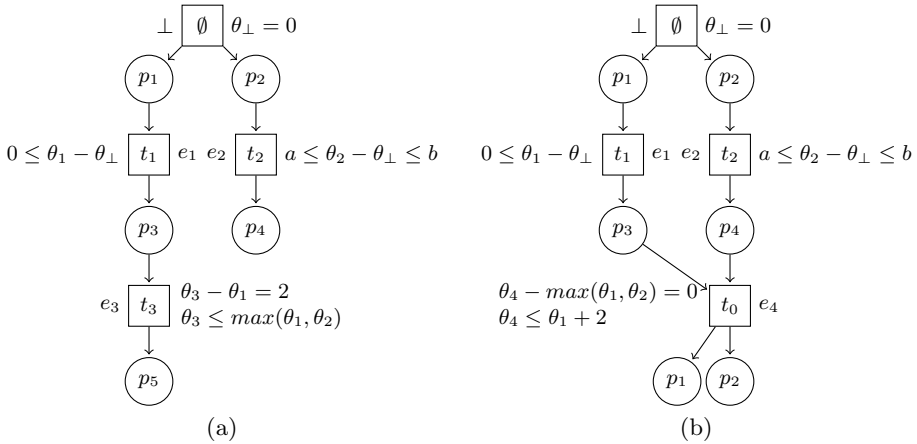 ⊥ ∅ θ⊥ = 0
p1 p2
0 ≤ θ1 − θ⊥ t1 e1 e2 t2 a ≤ θ2 − θ⊥ ≤ b
p3 p4
e3 t3 θ3 − θ1 = 2
θ3 ≤ max(θ1, θ2)
p5
(a)
⊥ ∅ θ⊥ = 0
p1 p2
0 ≤ θ1 − θ⊥ t1 e1 e2 t2 a ≤ θ2 − θ⊥ ≤ b
p3 p4
θ4 − max(θ1, θ2) = 0 t0 e4
θ4 ≤ θ1 + 2
p1 p2
(b)